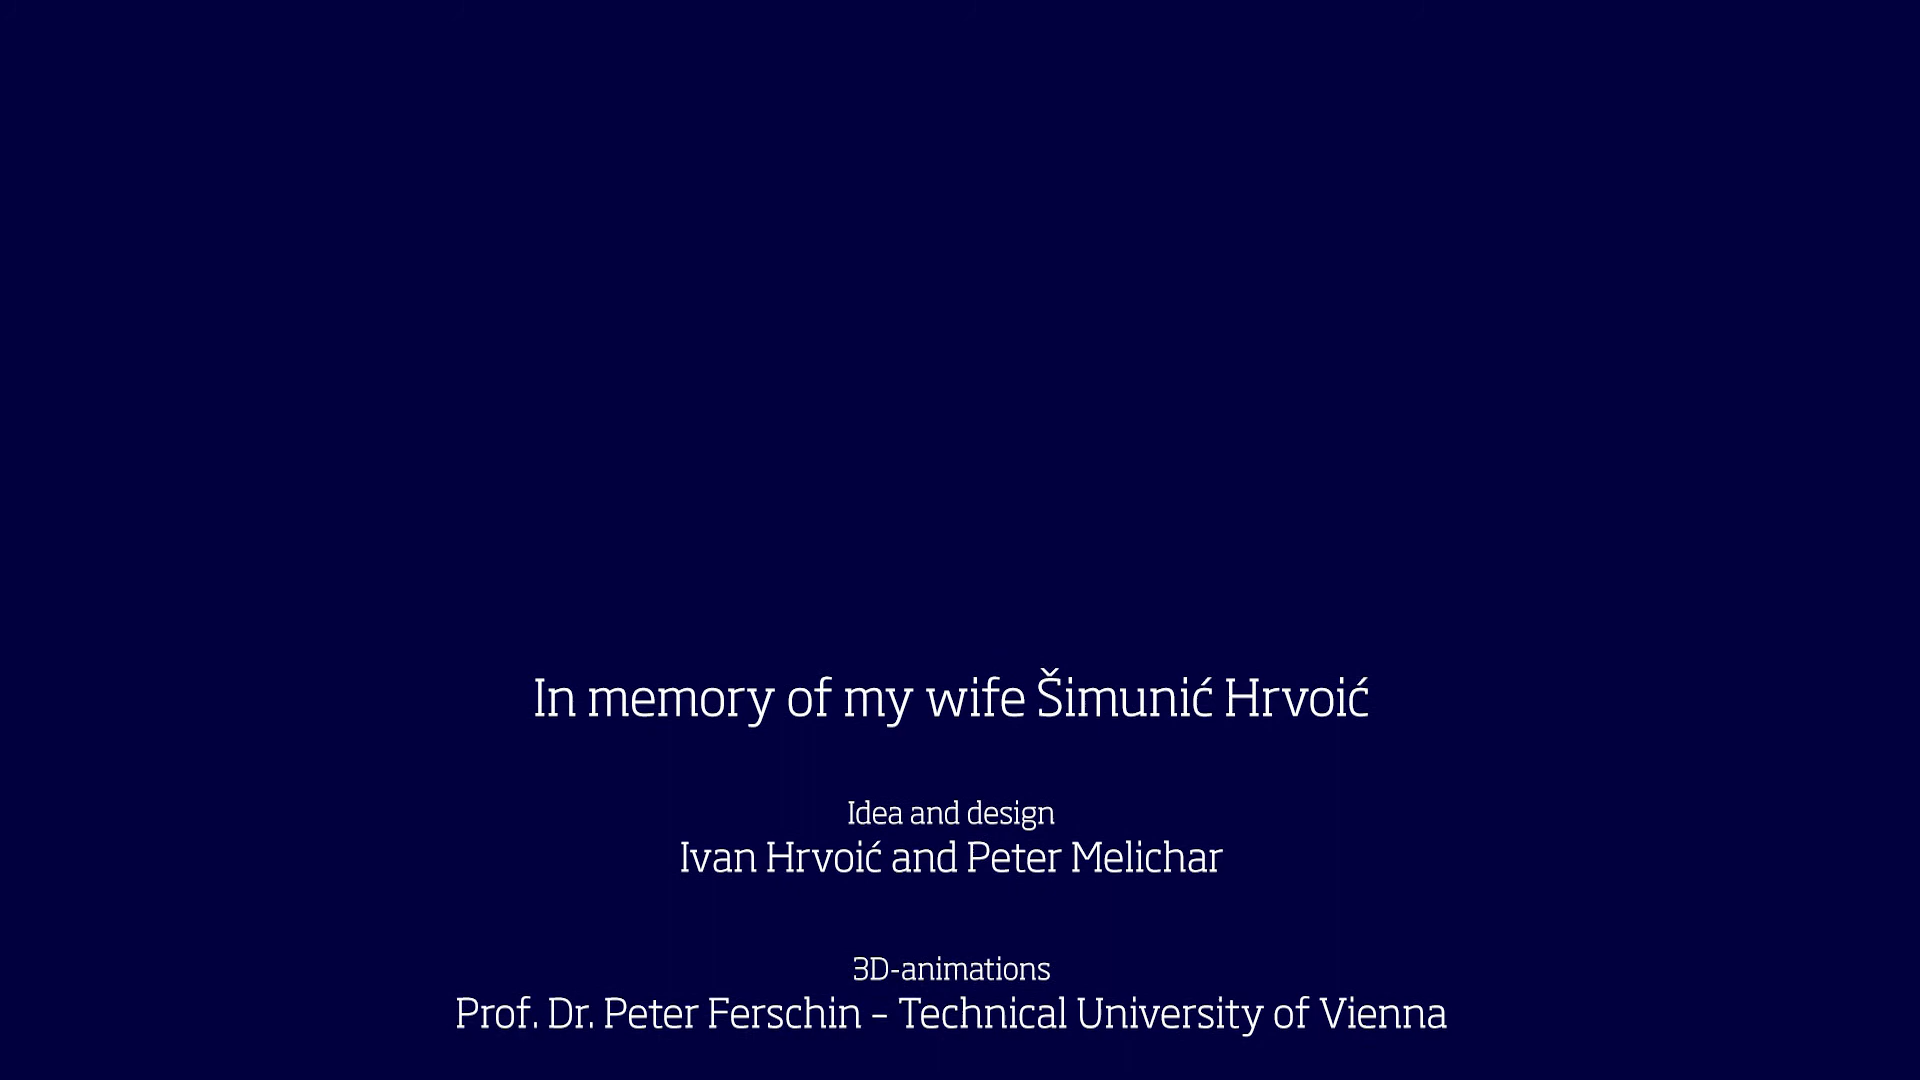 In memory of my wife Šimunić Hrvoić
Idea and design
Ivan Hrvoić and Peter Melichar
3D-animations
Prof. Dr. Peter Ferschin – Technical University of Vienna